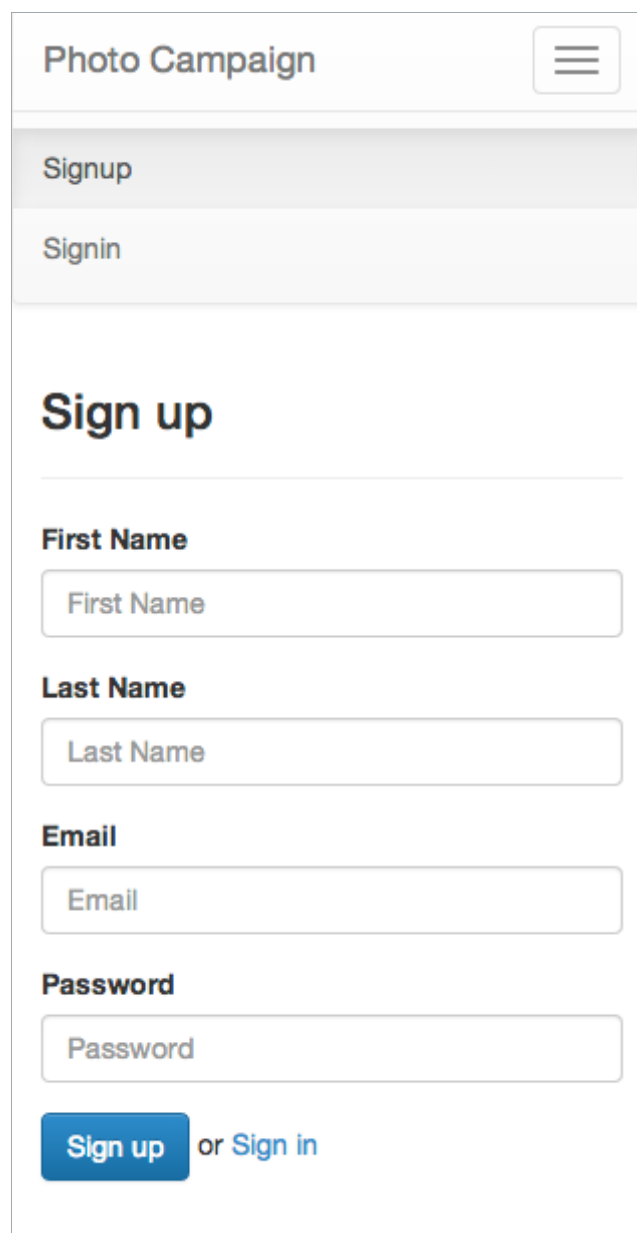 Photo Campaign
Signup
Signin
Sign up
First Name
First Name
Last Name
Last Name
Email
Email
Password
Password
Sign up or Sign in